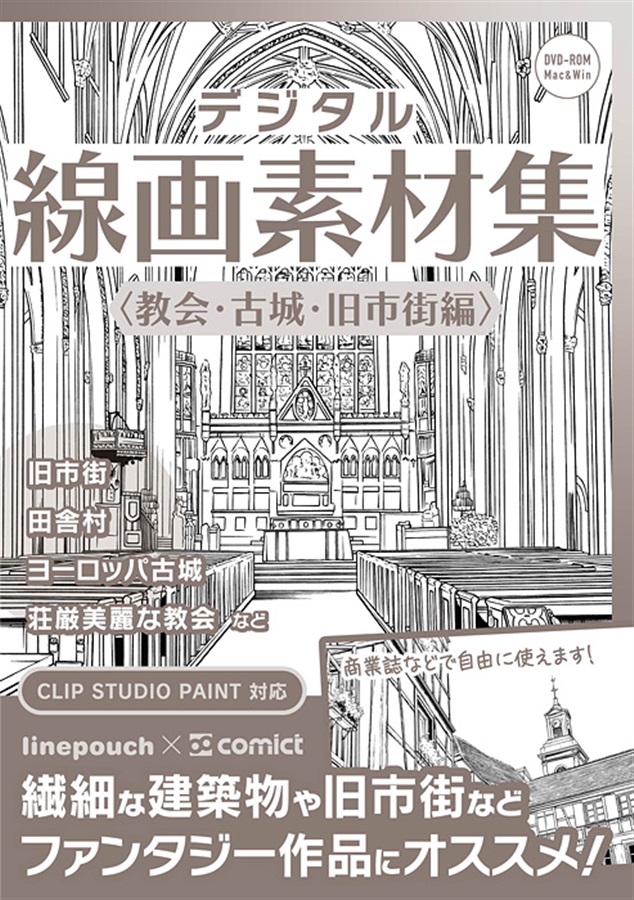 DVD-ROM
Mac&Win
デジタル
線画素材集
〈教会・古城・旧市街編〉
旧市街
田舎村
ヨーロッパ古城
荘厳美麗な教会 など
商業誌などで自由に使えます!
CLIP STUDIO PAINT 対応
linepouch × comict
繊細な建築物や旧市街など
ファンタジー作品にオススメ!